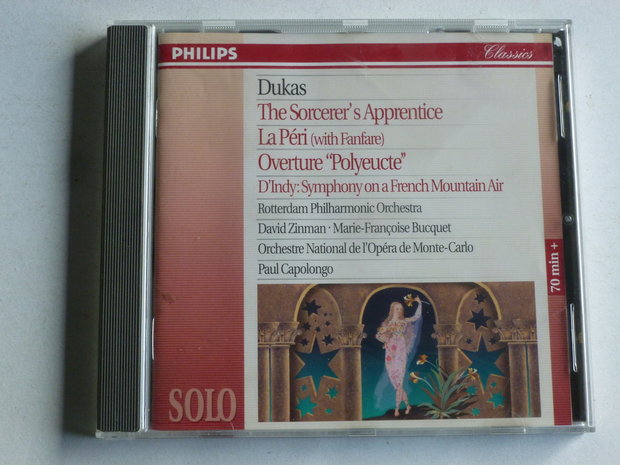 PHILIPS
Classics
Dukas
The Sorcerer's Apprentice
La Péri (with Fanfare)
Overture "Polyeucte"
D'Indy: Symphony on a French Mountain Air
Rotterdam Philharmonic Orchestra
David Zinman · Marie-Françoise Bucquet
Orchestre National de l'Opéra de Monte-Carlo
Paul Capolongo
70 min +
SOLO